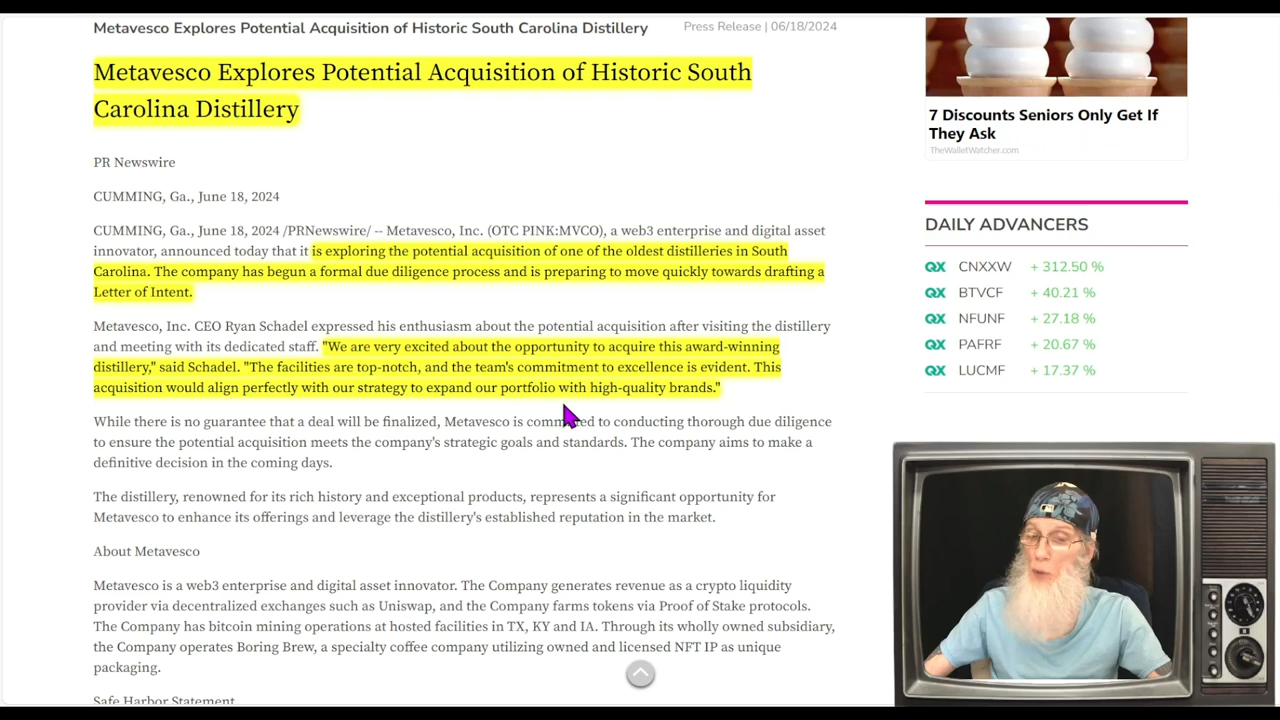 Metavesco Explores Potential Acquisition of Historic South Carolina Distillery
Press Release | 06/18/2024
Metavesco Explores Potential Acquisition of Historic South
Carolina Distillery
PR Newswire
CUMMING, Ga., June 18, 2024
CUMMING, Ga., June 18, 2024 /PRNewswire/ -- Metavesco, Inc. (OTC PINK:MVCO), a web3 enterprise and digital asset
innovator, announced today that it is exploring the potential acquisition of one of the oldest distilleries in South
Carolina. The company has begun a formal due diligence process and is preparing to move quickly towards drafting a
Letter of Intent.
Metavesco, Inc. CEO Ryan Schadel expressed his enthusiasm about the potential acquisition after visiting the distillery
and meeting with its dedicated staff. "We are very excited about the opportunity to acquire this award-winning
distillery," said Schadel. "The facilities are top-notch, and the team's commitment to excellence is evident. This
acquisition would align perfectly with our strategy to expand our portfolio with high-quality brands."
While there is no guarantee that a deal will be finalized, Metavesco is committed to conducting thorough due diligence
to ensure the potential acquisition meets the company's strategic goals and standards. The company aims to make a
definitive decision in the coming days.
The distillery, renowned for its rich history and exceptional products, represents a significant opportunity for
Metavesco to enhance its offerings and leverage the distillery's established reputation in the market.
About Metavesco
Metavesco is a web3 enterprise and digital asset innovator. The Company generates revenue as a crypto liquidity
provider via decentralized exchanges such as Uniswap, and the Company farms tokens via Proof of Stake protocols.
The Company has bitcoin mining operations at hosted facilities in TX, KY and IA. Through its wholly owned subsidiary,
the Company operates Boring Brew, a specialty coffee company utilizing owned and licensed NFT IP as unique
packaging.
Safe Harbor Statement
7 Discounts Seniors Only Get If
They Ask
TheWalletWatcher.com
DAILY ADVANCERS
QX CNXXW + 312.50 %
QX BTVCF + 40.21 %
QX NFUNF + 27.18 %
QX PAFRF + 20.67 %
QX LUCMF + 17.37 %